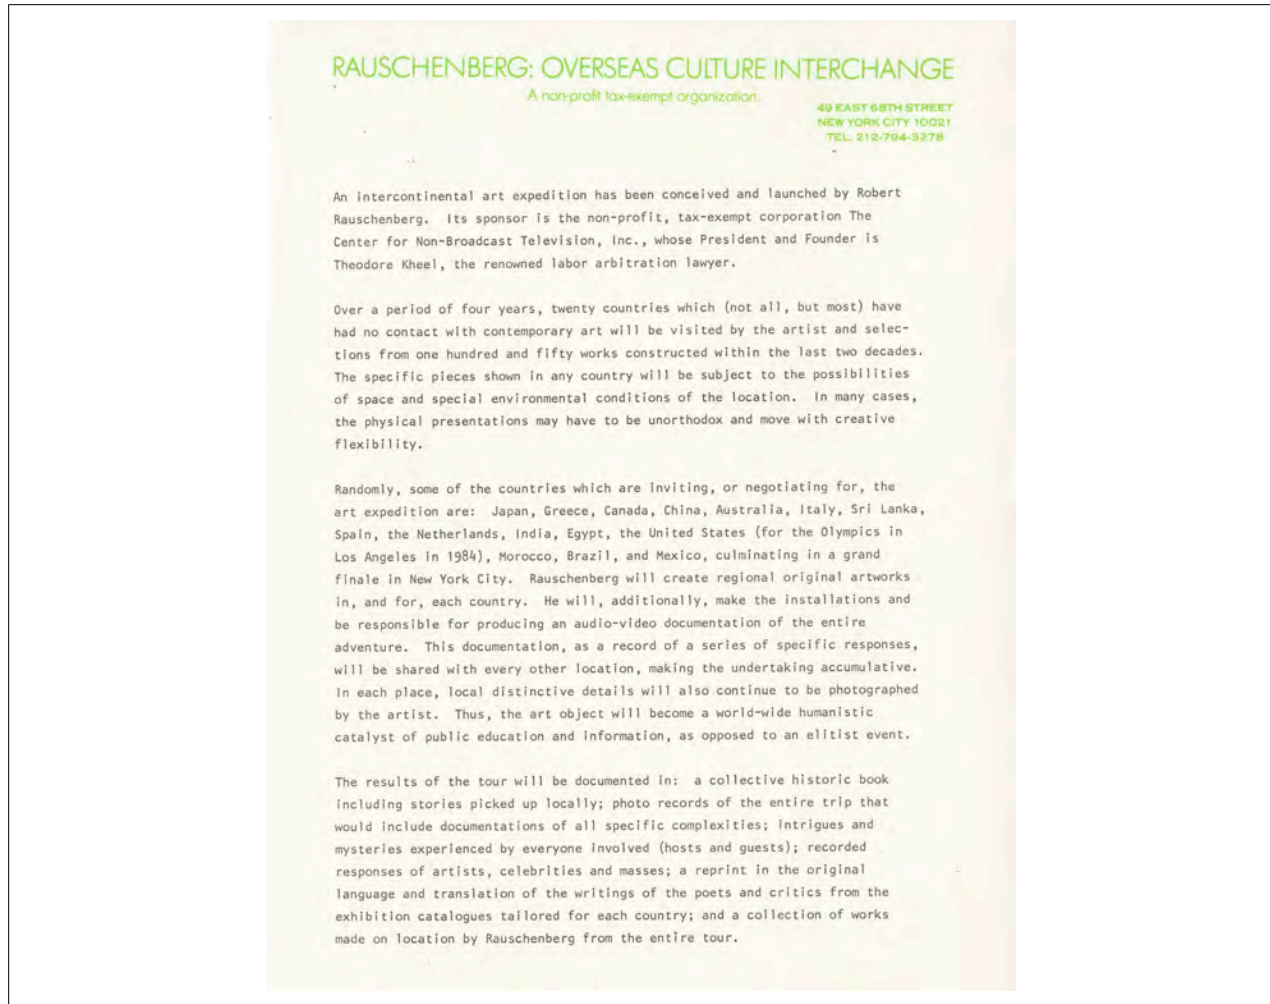 RAUSCHENBERG: OVERSEAS CULTURE INTERCHANGE
A non-profit tax-exempt organization.
49 EAST 68TH STREET
NEW YORK CITY 10021
TEL. 212-794-3278
An intercontinental art expedition has been conceived and launched by Robert
Rauschenberg.  Its sponsor is the non-profit, tax-exempt corporation The
Center for Non-Broadcast Television, Inc., whose President and Founder is
Theodore Kheel, the renowned labor arbitration lawyer.
Over a period of four years, twenty countries which (not all, but most) have
had no contact with contemporary art will be visited by the artist and selec-
tions from one hundred and fifty works constructed within the last two decades.
The specific pieces shown in any country will be subject to the possibilities
of space and special environmental conditions of the location.  In many cases,
the physical presentations may have to be unorthodox and move with creative
flexibility.
Randomly, some of the countries which are inviting, or negotiating for, the
art expedition are:  Japan, Greece, Canada, China, Australia, Italy, Sri Lanka,
Spain, the Netherlands, India, Egypt, the United States (for the Olympics in
Los Angeles in 1984), Morocco, Brazil, and Mexico, culminating in a grand
finale in New York City.  Rauschenberg will create regional original artworks
in, and for, each country.  He will, additionally, make the installations and
be responsible for producing an audio-video documentation of the entire
adventure.  This documentation, as a record of a series of specific responses,
will be shared with every other location, making the undertaking accumulative.
In each place, local distinctive details will also continue to be photographed
by the artist.  Thus, the art object will become a world-wide humanistic
catalyst of public education and information, as opposed to an elitist event.
The results of the tour will be documented in:  a collective historic book
including stories picked up locally; photo records of the entire trip that
would include documentations of all specific complexities; intrigues and
mysteries experienced by everyone involved (hosts and guests); recorded
responses of artists, celebrities and masses; a reprint in the original
language and translation of the writings of the poets and critics from the
exhibition catalogues tailored for each country; and a collection of works
made on location by Rauschenberg from the entire tour.